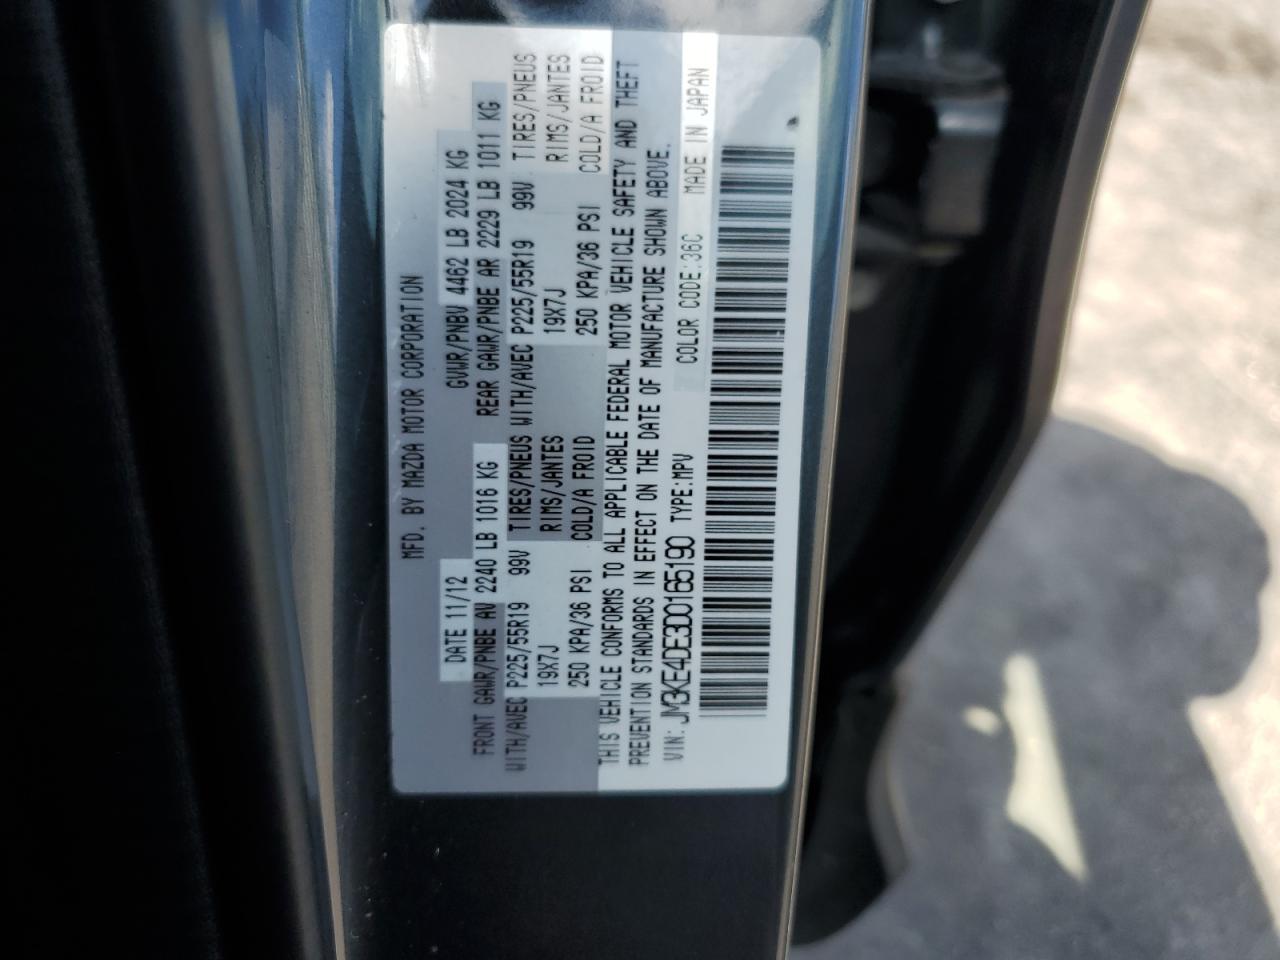 MFD. BY MAZDA MOTOR CORPORATION
DATE 11/12 GVWR/PNBV 4462 LB 2024 KG
FRONT GAWR/PNBE AV 2240 LB 1016 KG REAR GAWR/PNBE AR 2229 LB 1011 KG
WITH/AVEC P225/55R19 99V TIRES/PNEUS WITH/AVEC P225/55R19 99V TIRES/PNEUS
19X7J RIMS/JANTES 19X7J RIMS/JANTES
250 KPA/36 PSI COLD/A FROID 250 KPA/36 PSI COLD/A FROID
THIS VEHICLE CONFORMS TO ALL APPLICABLE FEDERAL MOTOR VEHICLE SAFETY AND THEFT
PREVENTION STANDARDS IN EFFECT ON THE DATE OF MANUFACTURE SHOWN ABOVE.
VIN: JM3KE4DE3D0165190 TYPE:MPV COLOR CODE:36C MADE IN JAPAN